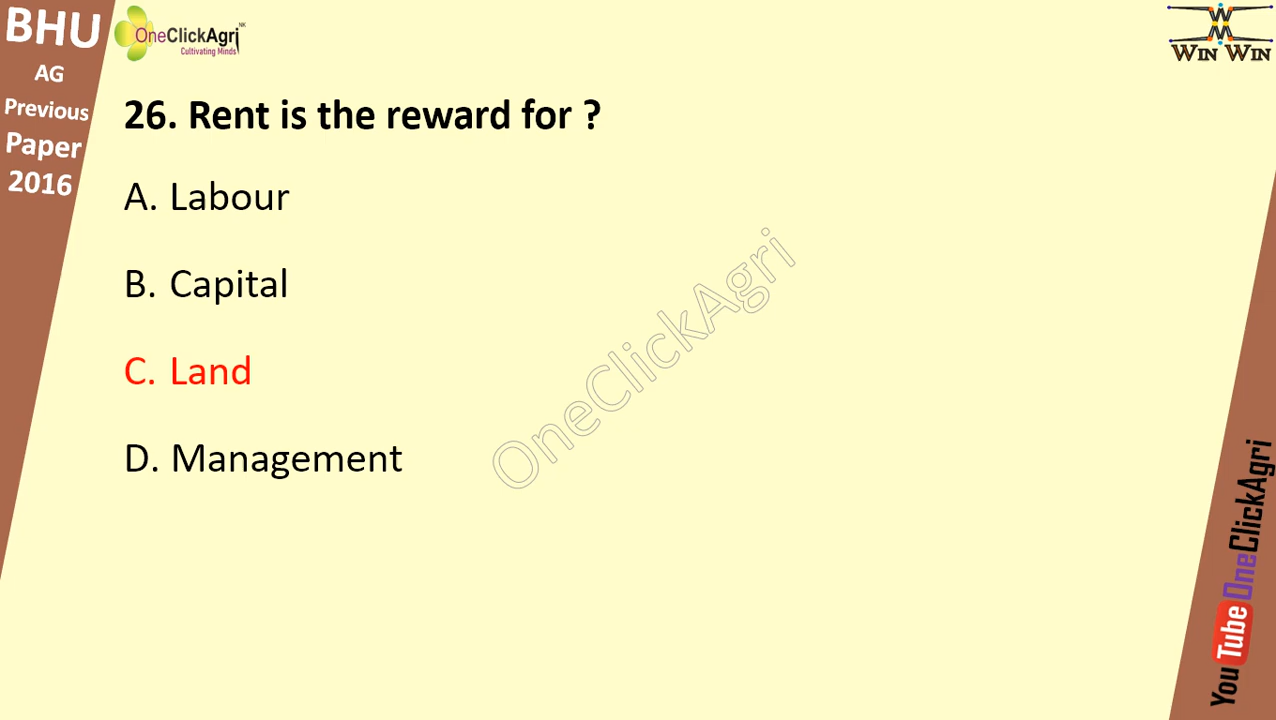 BHU
AG
Previous
Paper
2016
OneClickAgri NK
Cultivating Minds
WIN WIN
26. Rent is the reward for ?
A. Labour
B. Capital
C. Land
D. Management
OneClickAgri
YouTube OneClickAgri